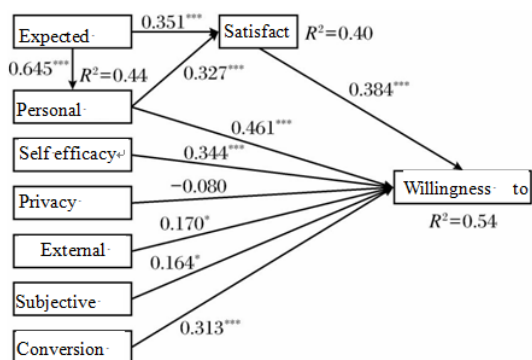 Expected
0.351***
Satisfact
R²=0.40
0.645***
R²=0.44
0.327***
0.384***
Personal
0.461***
Self efficacy
0.344***
Privacy
−0.080
Willingness to
R²=0.54
External
0.170*
0.164*
Subjective
0.313***
Conversion